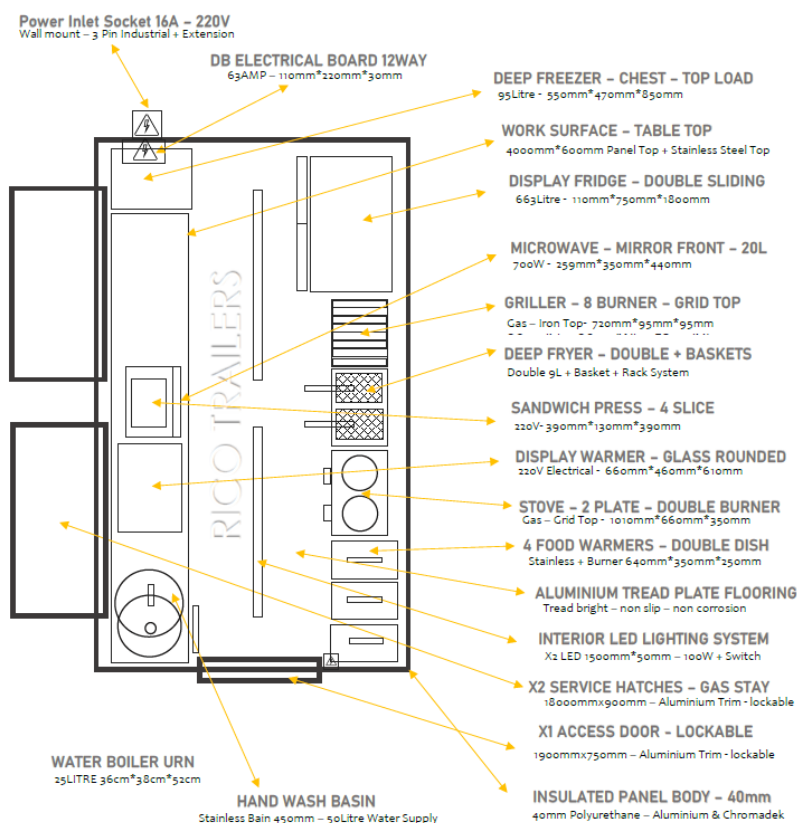 Power Inlet Socket 16A – 220V
Wall mount – 3 Pin Industrial + Extension
DB ELECTRICAL BOARD 12WAY
63AMP – 110mm*220mm*30mm
DEEP FREEZER – CHEST – TOP LOAD
95Litre - 550mm*470mm*850mm
WORK SURFACE – TABLE TOP
4000mm*600mm Panel Top + Stainless Steel Top
DISPLAY FRIDGE – DOUBLE SLIDING
663Litre - 110mm*750mm*1800mm
MICROWAVE – MIRROR FRONT – 20L
700W - 259mm*350mm*440mm
GRILLER – 8 BURNER – GRID TOP
Gas – Iron Top- 720mm*95mm*95mm
DEEP FRYER – DOUBLE + BASKETS
Double 9L + Basket + Rack System
SANDWICH PRESS – 4 SLICE
220V- 390mm*130mm*390mm
DISPLAY WARMER – GLASS ROUNDED
220V Electrical - 660mm*460mm*610mm
STOVE – 2 PLATE – DOUBLE BURNER
Gas – Grid Top - 1010mm*660mm*350mm
4 FOOD WARMERS – DOUBLE DISH
Stainless + Burner 640mm*350mm*250mm
ALUMINIUM TREAD PLATE FLOORING
Tread bright – non slip – non corrosion
INTERIOR LED LIGHTING SYSTEM
X2 LED 1500mm*50mm – 100W + Switch
X2 SERVICE HATCHES – GAS STAY
18000mmx900mm – Aluminium Trim - lockable
X1 ACCESS DOOR - LOCKABLE
1900mmx750mm – Aluminium Trim - lockable
INSULATED PANEL BODY – 40mm
40mm Polyurethane – Aluminium & Chromadek
RICO TRAILERS
WATER BOILER URN
25LITRE 36cm*38cm*52cm
HAND WASH BASIN
Stainless Bain 450mm – 50Litre Water Supply